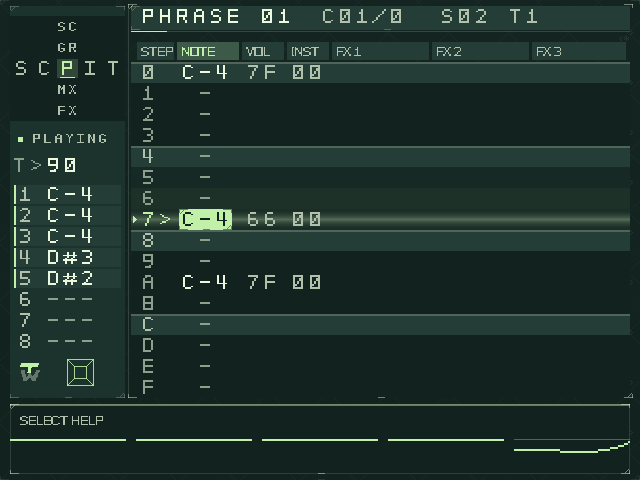 SC
GR
S C P I T
MX
FX
PLAYING
T>90
1 C-4
2 C-4
3 C-4
4 D#3
5 D#2
6 ---
7 ---
8 ---
TW
PHRASE 01 C01/0 S02 T1
STEP NOTE VOL INST FX1 FX2 FX3
0 C-4 7F 00
1 -
2 -
3 -
4 -
5 -
6 -
7> C-4 66 00
8 -
9 -
A C-4 7F 00
B -
C -
D -
E -
F -
SELECT HELP